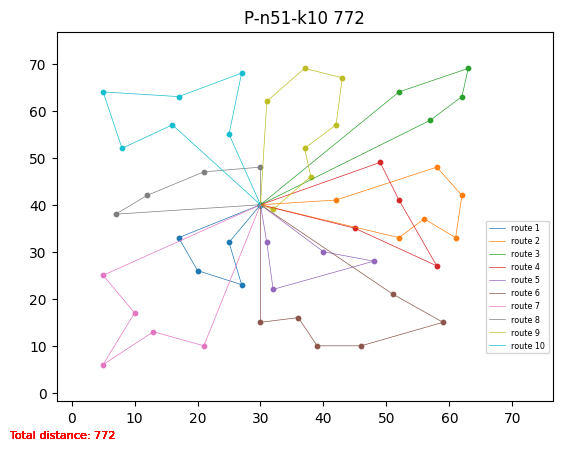 P-n51-k10 772
70
60
50
40
30
20
10
0
0 10 20 30 40 50 60 70
route 1
route 2
route 3
route 4
route 5
route 6
route 7
route 8
route 9
route 10
Total distance: 772